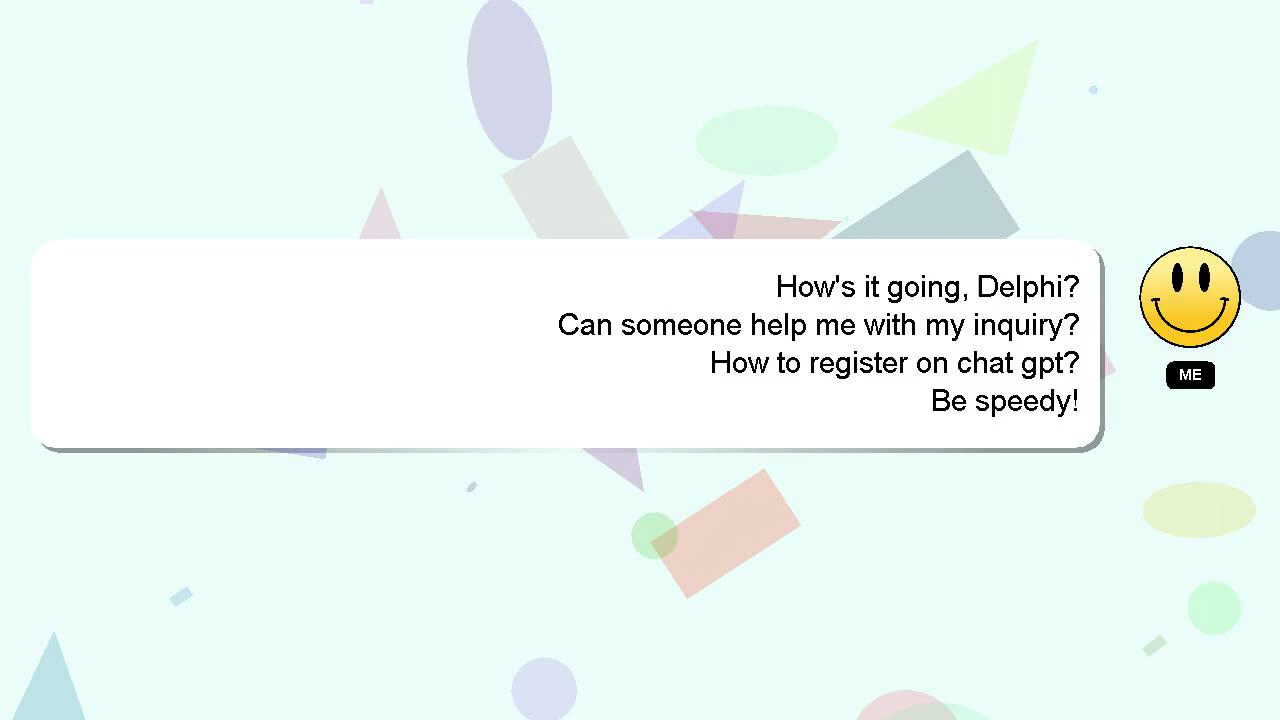 How's it going, Delphi?
Can someone help me with my inquiry?
How to register on chat gpt?
Be speedy!
ME